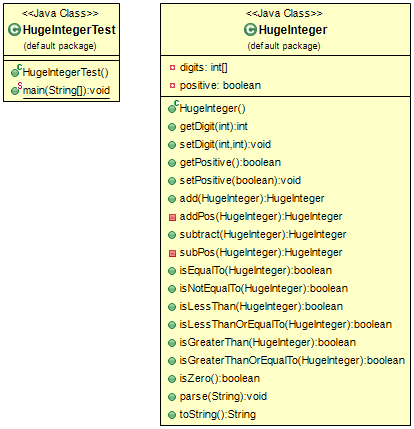 <<Java Class>>
HugeIntegerTest
(default package)
HugeIntegerTest()
main(String[]):void
<<Java Class>>
HugeInteger
(default package)
digits: int[]
positive: boolean
HugeInteger()
getDigit(int):int
setDigit(int,int):void
getPositive():boolean
setPositive(boolean):void
add(HugeInteger):HugeInteger
addPos(HugeInteger):HugeInteger
subtract(HugeInteger):HugeInteger
subPos(HugeInteger):HugeInteger
isEqualTo(HugeInteger):boolean
isNotEqualTo(HugeInteger):boolean
isLessThan(HugeInteger):boolean
isLessThanOrEqualTo(HugeInteger):boolean
isGreaterThan(HugeInteger):boolean
isGreaterThanOrEqualTo(HugeInteger):boolean
isZero():boolean
parse(String):void
toString():String